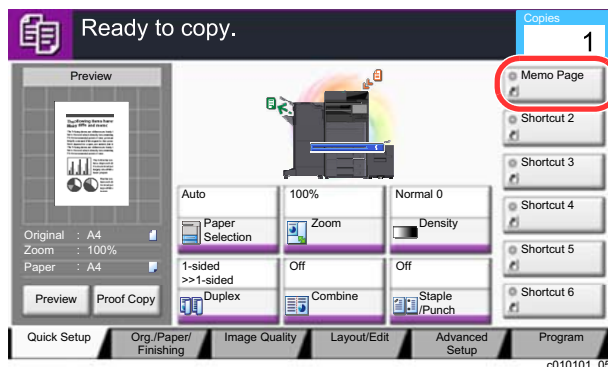 Ready to copy.
Copies
1
Preview
Original : A4
Zoom : 100%
Paper : A4
Preview
Proof Copy
Auto
Paper
Selection
100%
Zoom
Normal 0
Density
1-sided
>>1-sided
Duplex
Off
Combine
Off
Staple
/Punch
Memo Page
Shortcut 2
Shortcut 3
Shortcut 4
Shortcut 5
Shortcut 6
Quick Setup
Org./Paper/
Finishing
Image Quality
Layout/Edit
Advanced
Setup
Program
c010101_05